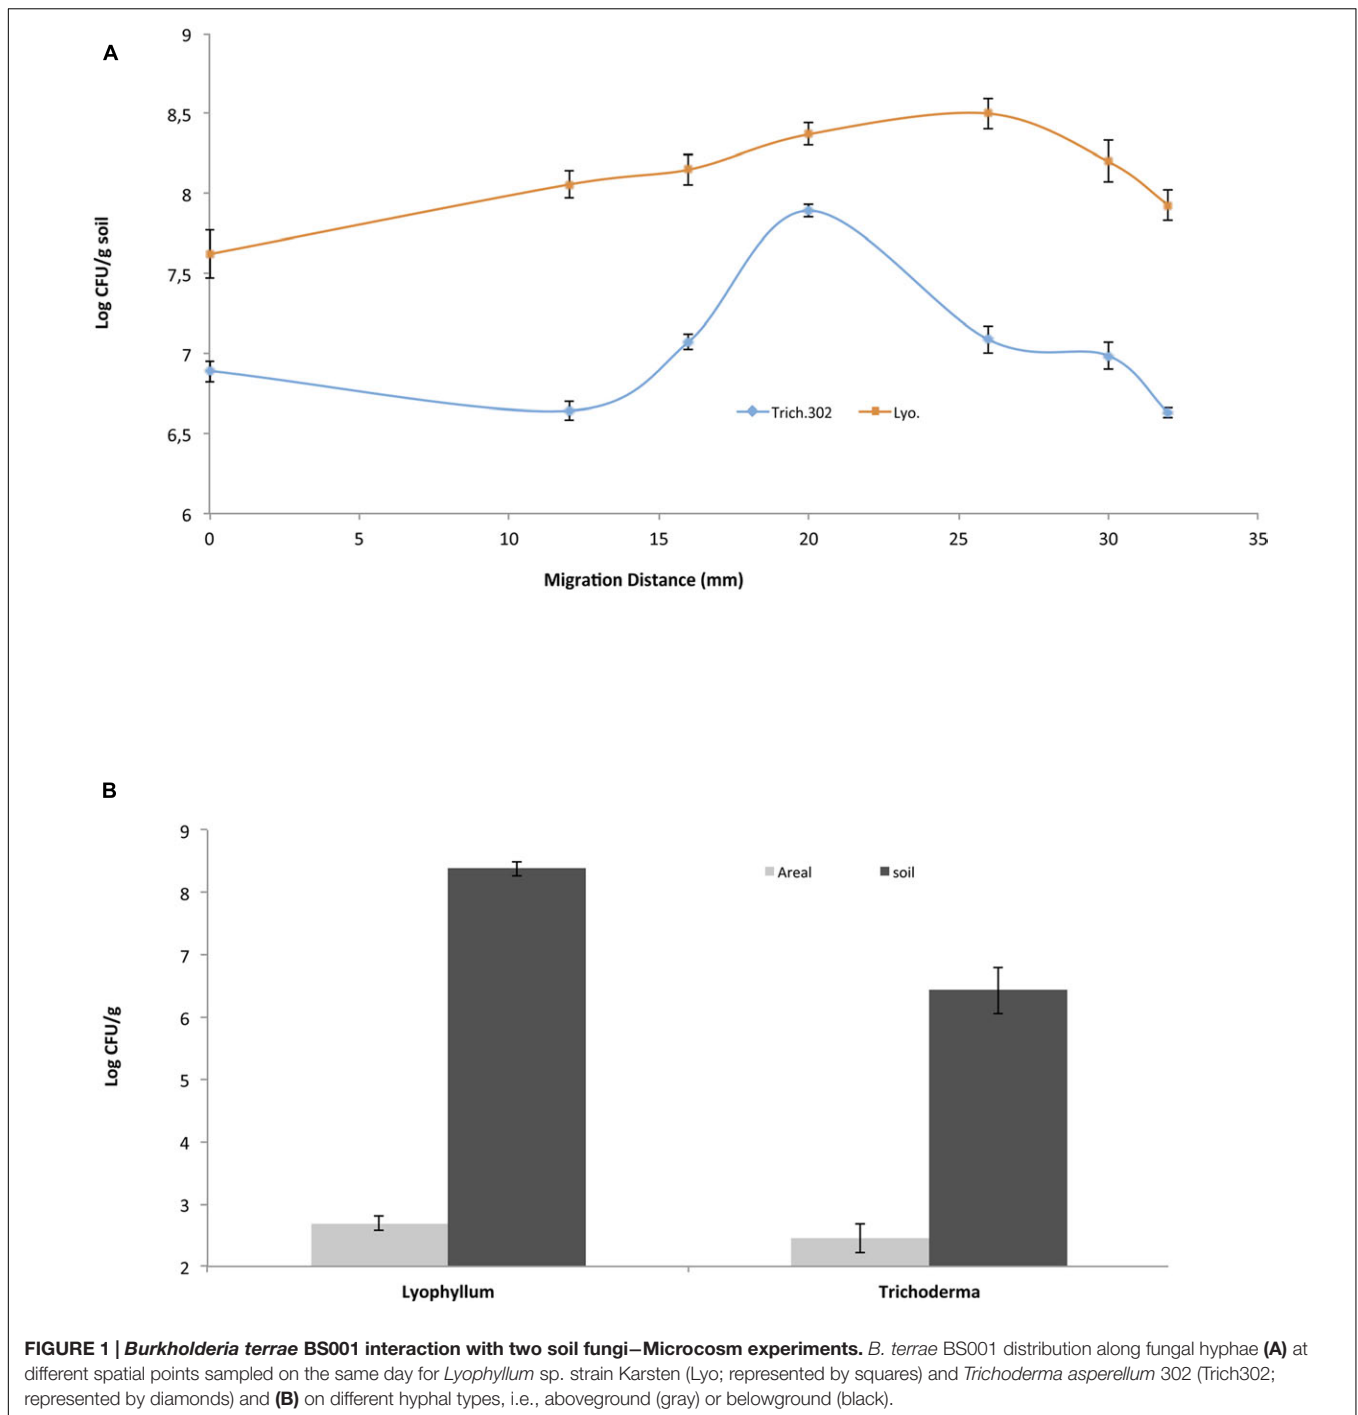 A
9
8,5
8
7,5
7
6,5
6
Log CFU/g soil
Trich.302 Lyo.
0 5 10 15 20 25 30 35
Migration Distance (mm)
B
9
8
7
6
5
4
3
2
Log CFU/g
Areal soil
Lyophyllum Trichoderma
FIGURE 1 | Burkholderia terrae BS001 interaction with two soil fungi–Microcosm experiments. B. terrae BS001 distribution along fungal hyphae (A) at
different spatial points sampled on the same day for Lyophyllum sp. strain Karsten (Lyo; represented by squares) and Trichoderma asperellum 302 (Trich302;
represented by diamonds) and (B) on different hyphal types, i.e., aboveground (gray) or belowground (black).